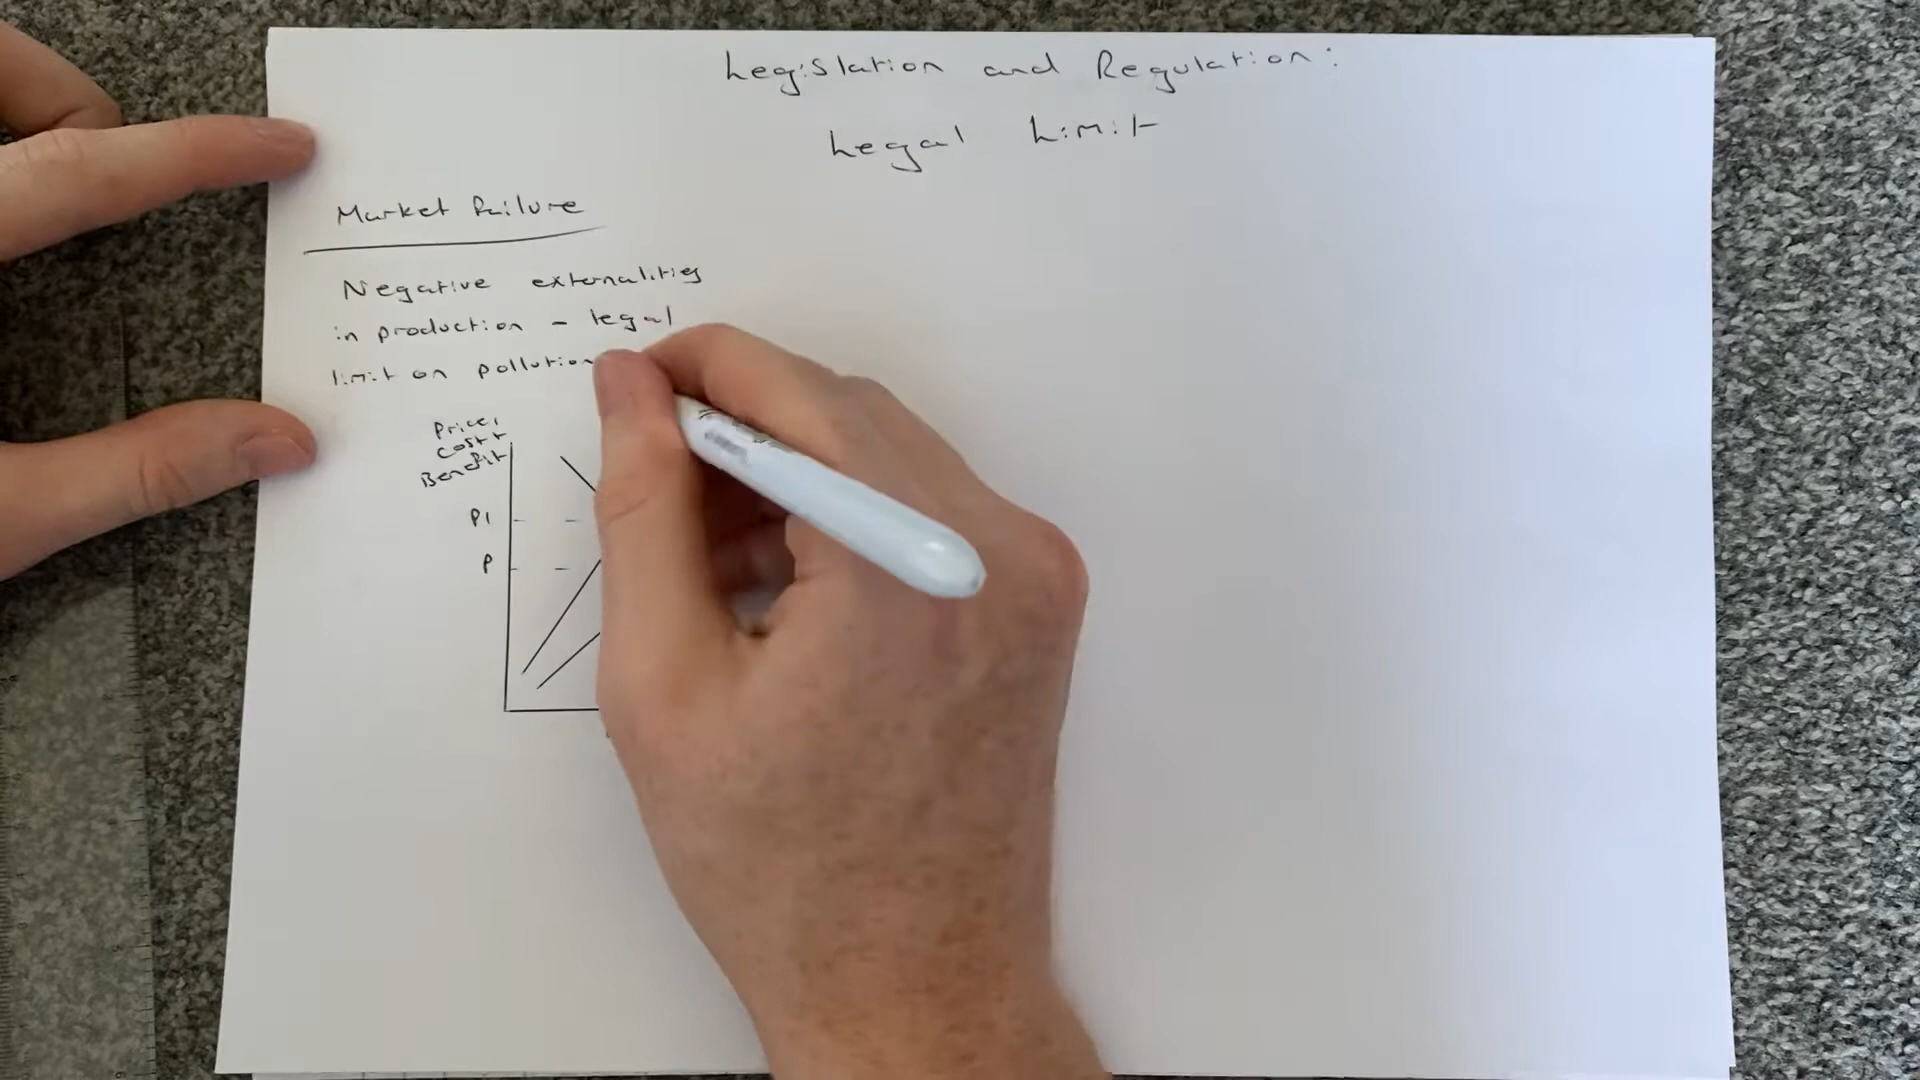 Legislation and Regulation:
Legal Limit
Market failure
Negative externalities
in production - legal
limit on pollution
Price,
Cost +
Benefit
P1
P